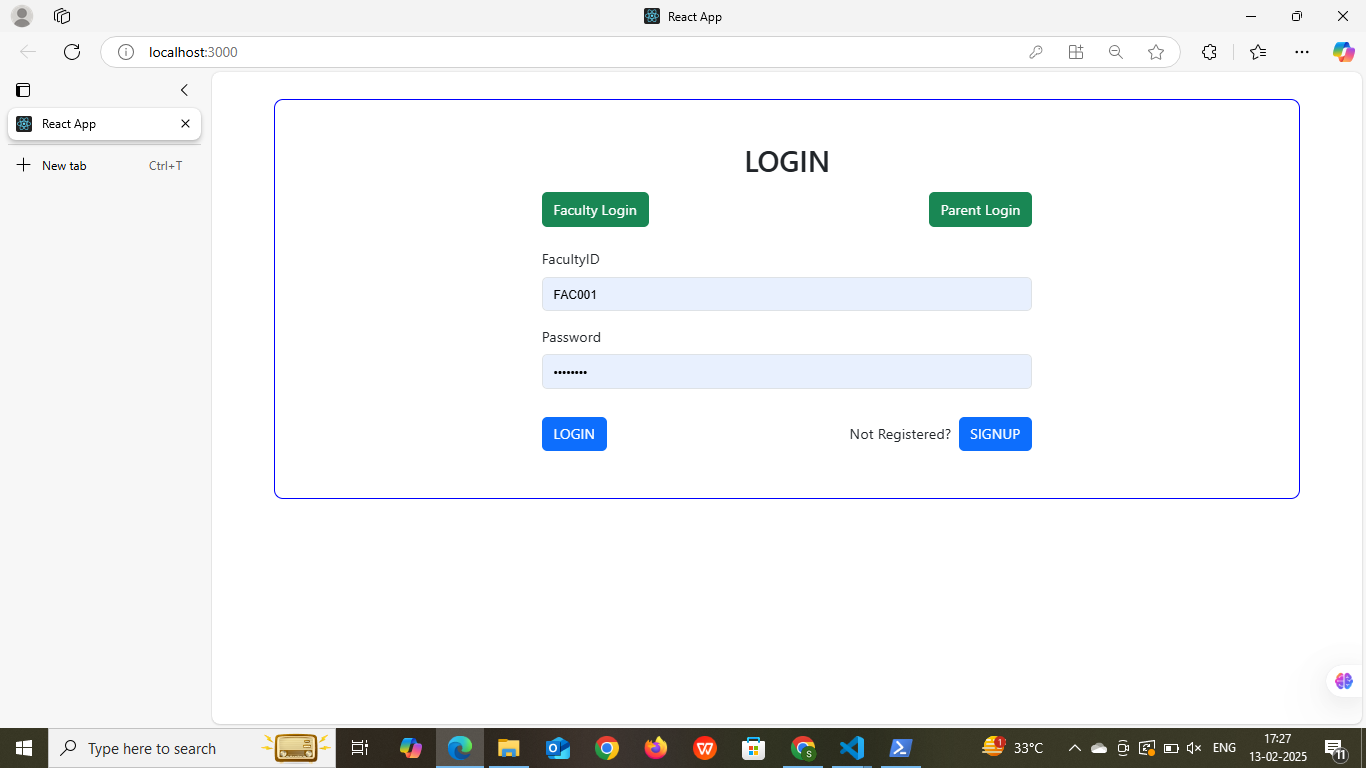 React App
localhost:3000
React App
New tab Ctrl+T
LOGIN
Faculty Login Parent Login
FacultyID
FAC001
Password
••••••••
LOGIN Not Registered? SIGNUP
Type here to search
1 33°C ENG 17:27
13-02-2025 11